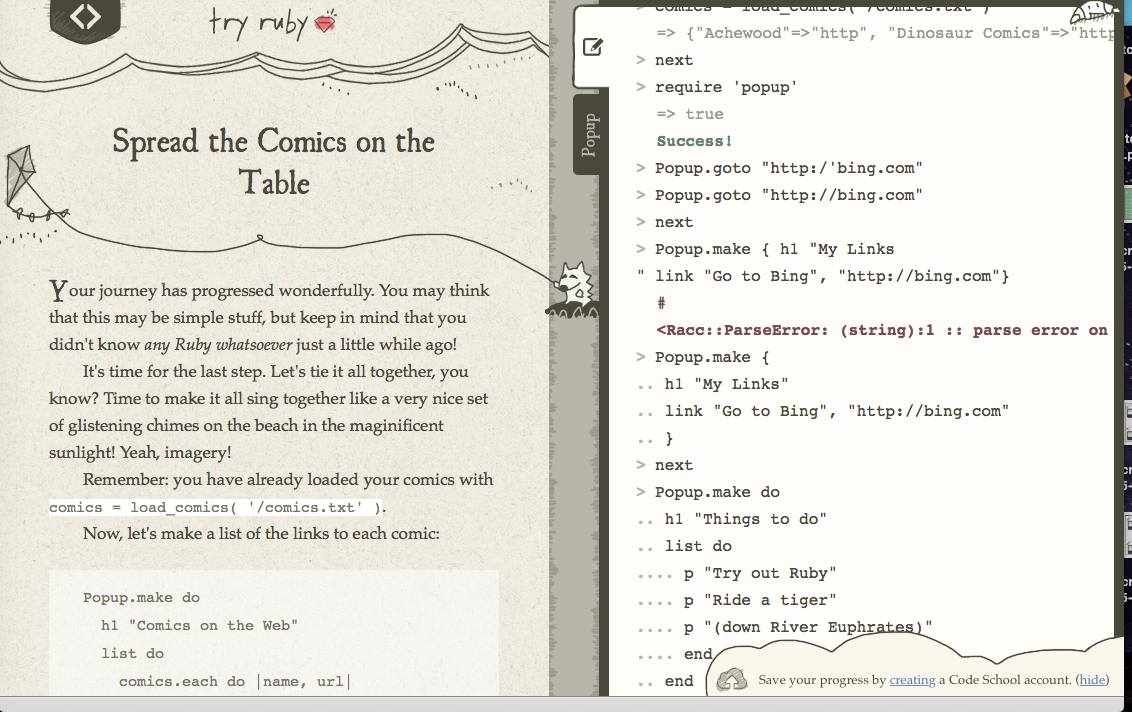 try ruby
Spread the Comics on the
Table
Your journey has progressed wonderfully. You may think
that this may be simple stuff, but keep in mind that you
didn't know any Ruby whatsoever just a little while ago!
It's time for the last step. Let's tie it all together, you
know? Time to make it all sing together like a very nice set
of glistening chimes on the beach in the maginificent
sunlight! Yeah, imagery!
Remember: you have already loaded your comics with
comics = load_comics( '/comics.txt' ).
Now, let's make a list of the links to each comic:
Popup.make do
h1 "Comics on the Web"
list do
comics.each do |name, url|
Popup
> comics = load_comics( '/comics.txt' )
=> {"Achewood"=>"http", "Dinosaur Comics"=>"http
> next
> require 'popup'
=> true
Success!
> Popup.goto "http:/'bing.com"
> Popup.goto "http://bing.com"
> next
> Popup.make { h1 "My Links
" link "Go to Bing", "http://bing.com"}
#
<Racc::ParseError: (string):1 :: parse error on
> Popup.make {
.. h1 "My Links"
.. link "Go to Bing", "http://bing.com"
.. }
> next
> Popup.make do
.. h1 "Things to do"
.. list do
.... p "Try out Ruby"
.... p "Ride a tiger"
.... p "(down River Euphrates)"
.... end
.. end
Save your progress by creating a Code School account. (hide)